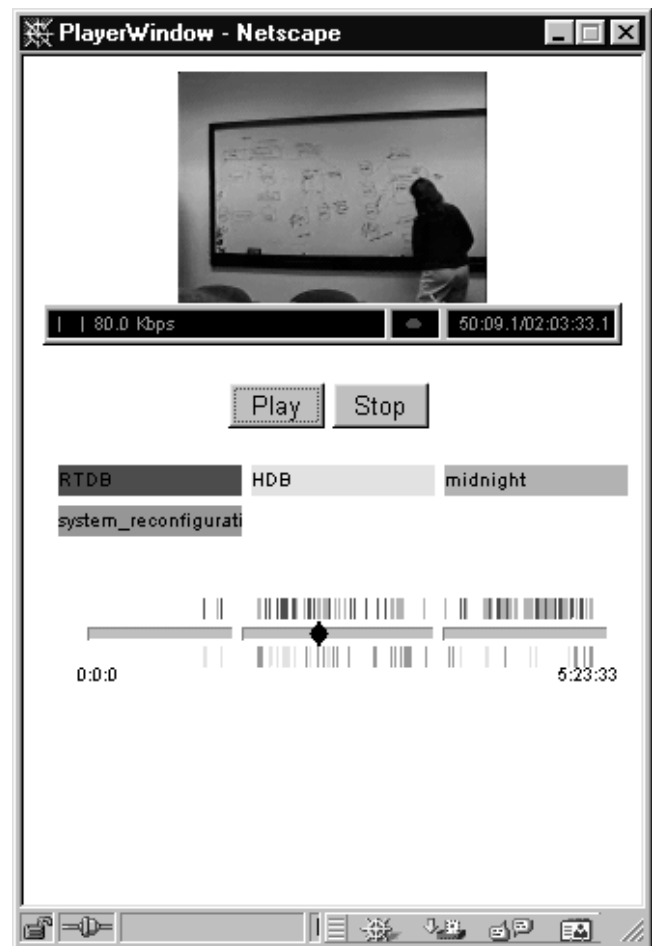 PlayerWindow - Netscape
80.0 Kbps
50:09.1/02:03:33.1
Play Stop
RTDB HDB midnight
system_reconfigurati
0:0:0 5:23:33